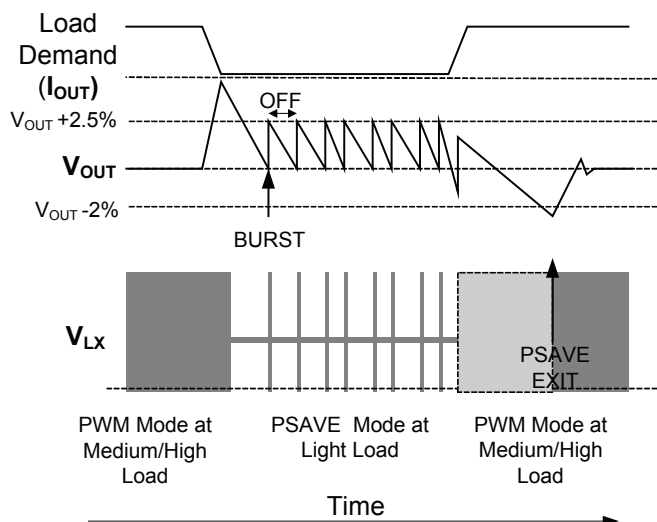 Load
Demand
(IOUT)
OFF
VOUT +2.5%
VOUT
VOUT -2%
BURST
VLX
PSAVE
EXIT
PWM Mode at
Medium/High
Load
PSAVE Mode at
Light Load
PWM Mode at
Medium/High
Load
Time